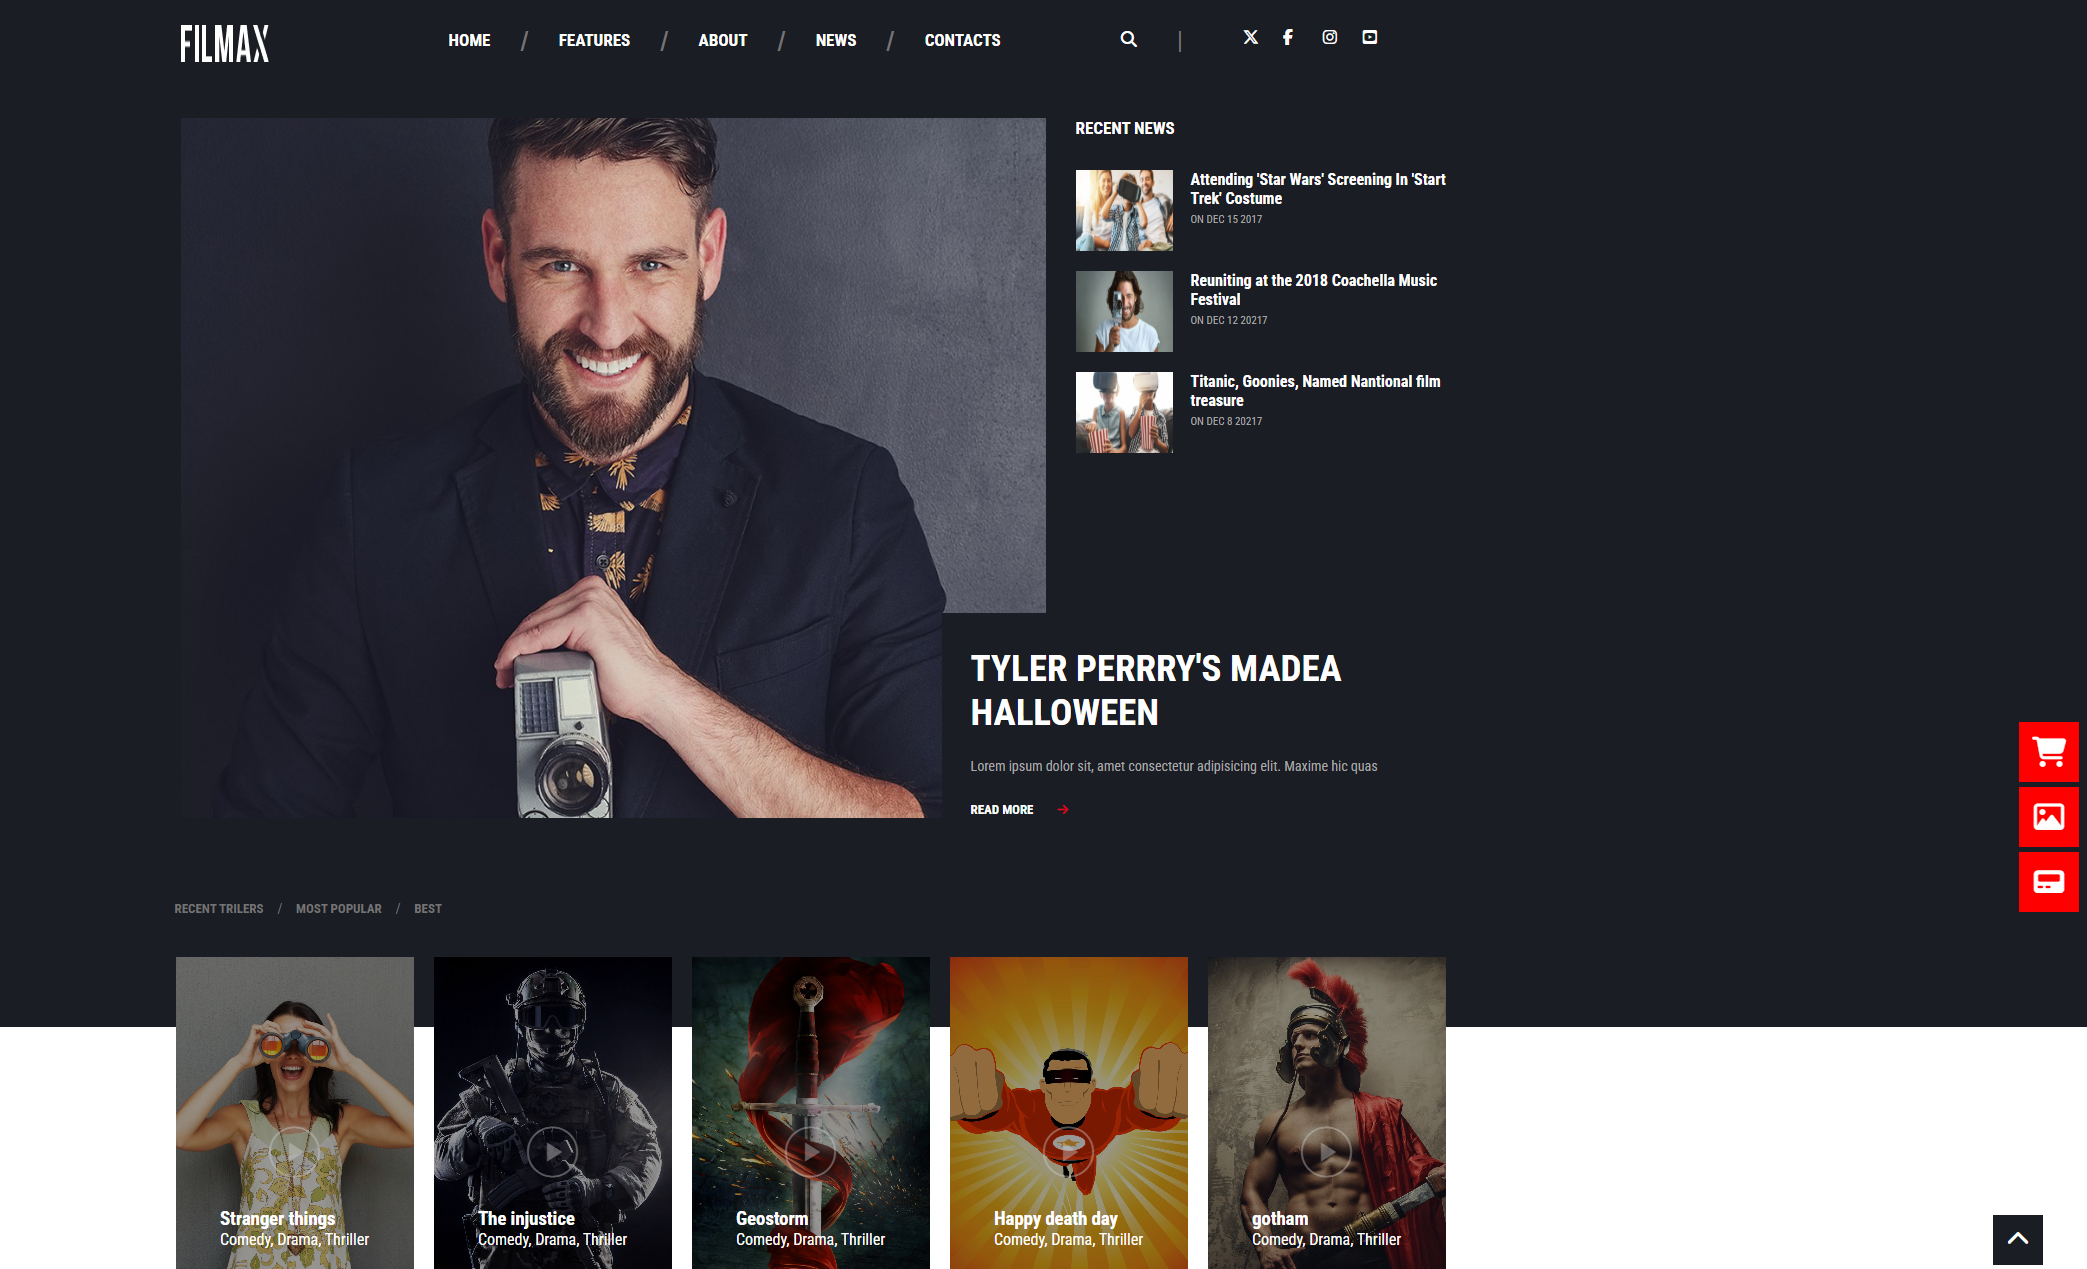 FILMAX
HOME / FEATURES / ABOUT / NEWS / CONTACTS
|
RECENT NEWS
Attending 'Star Wars' Screening In 'Start
Trek' Costume
ON DEC 15 2017
Reuniting at the 2018 Coachella Music
Festival
ON DEC 12 20217
Titanic, Goonies, Named Nantional film
treasure
ON DEC 8 20217
TYLER PERRRY'S MADEA
HALLOWEEN
Lorem ipsum dolor sit, amet consectetur adipisicing elit. Maxime hic quas
READ MORE
RECENT TRILERS / MOST POPULAR / BEST
Stranger things
Comedy, Drama, Thriller
The injustice
Comedy, Drama, Thriller
Geostorm
Comedy, Drama, Thriller
Happy death day
Comedy, Drama, Thriller
gotham
Comedy, Drama, Thriller